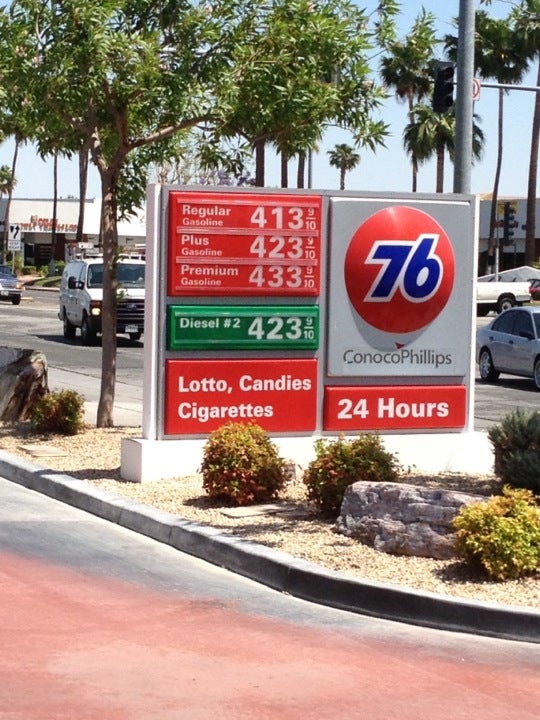 Regular
Gasoline
413 9/10
Plus
Gasoline
423 9/10
Premium
Gasoline
433 9/10
Diesel #2 423 9/10
76
ConocoPhillips
Lotto, Candies
Cigarettes
24 Hours